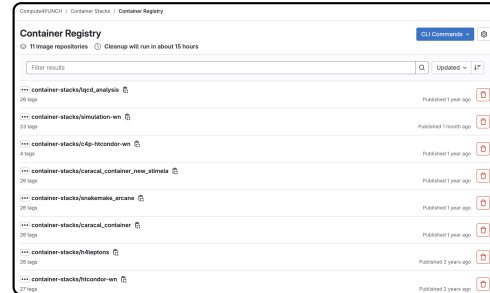 Compute4PUNCH / Container Stacks / Container Registry
Container Registry
CLI Commands
11 Image repositories Cleanup will run in about 15 hours
Filter results
Updated
container-stacks/lqcd_analysis
26 tags
Published 1 year ago
container-stacks/simulation-wn
23 tags
Published 1 month ago
container-stacks/c4p-htcondor-wn
4 tags
Published 1 year ago
container-stacks/caracal_container_new_stimela
26 tags
Published 1 year ago
container-stacks/snakemake_arcane
26 tags
Published 1 year ago
container-stacks/caracal_container
26 tags
Published 1 year ago
container-stacks/h4leptons
26 tags
Published 2 years ago
container-stacks/htcondor-wn
27 tags
Published 2 years ago